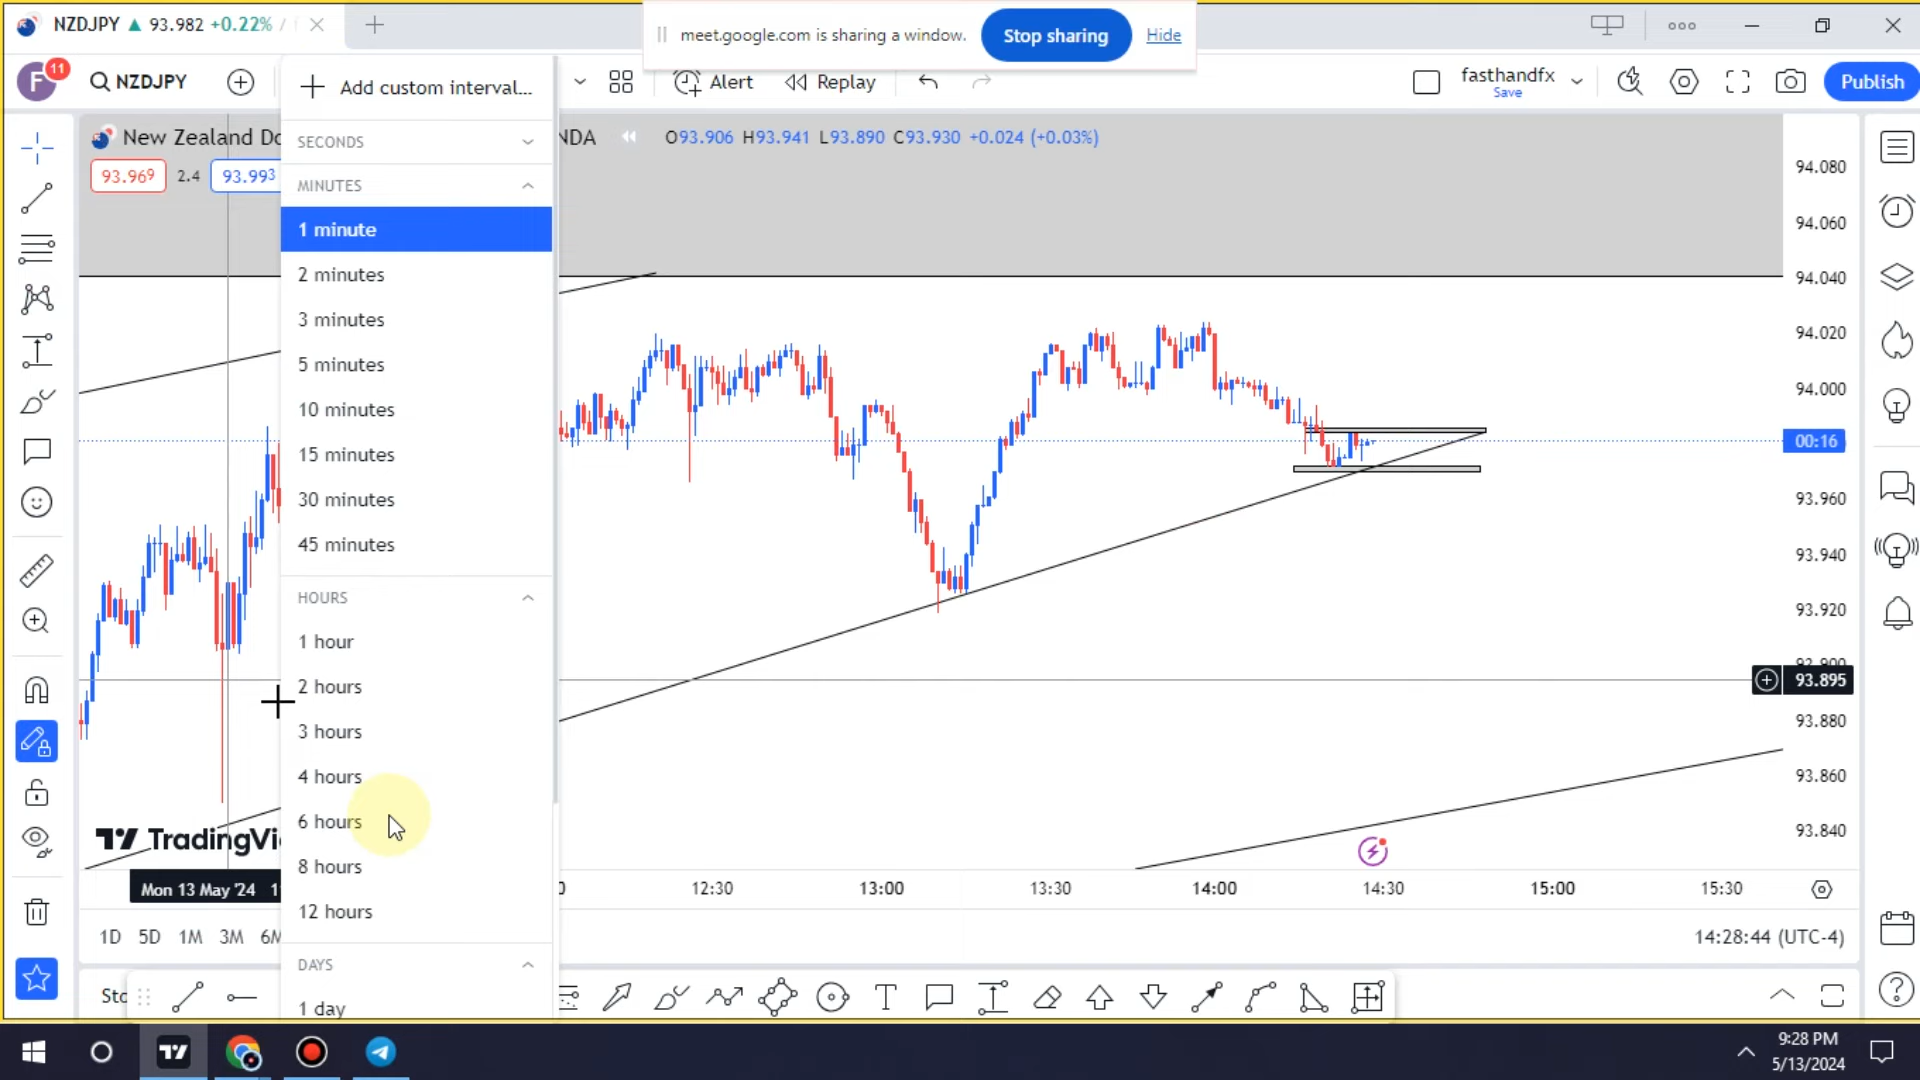 NZDJPY ▲ 93.982 +0.22% /
meet.google.com is sharing a window.
Stop sharing
Hide
F
11
NZDJPY
Add custom interval...
Alert
Replay
fasthandfx
Save
Publish
New Zealand Do
NDA
O93.906 H93.941 L93.890 C93.930 +0.024 (+0.03%)
93.969
2.4
93.993
SECONDS
MINUTES
1 minute
2 minutes
3 minutes
5 minutes
10 minutes
15 minutes
30 minutes
45 minutes
HOURS
1 hour
2 hours
3 hours
4 hours
6 hours
8 hours
12 hours
DAYS
1 day
94.080
94.060
94.040
94.020
94.000
00:16
93.960
93.940
93.920
93.900
93.895
93.880
93.860
93.840
TradingVi
Mon 13 May '24
12:30
13:00
13:30
14:00
14:30
15:00
15:30
1D
5D
1M
3M
6M
14:28:44 (UTC-4)
Sto
9:28 PM
5/13/2024